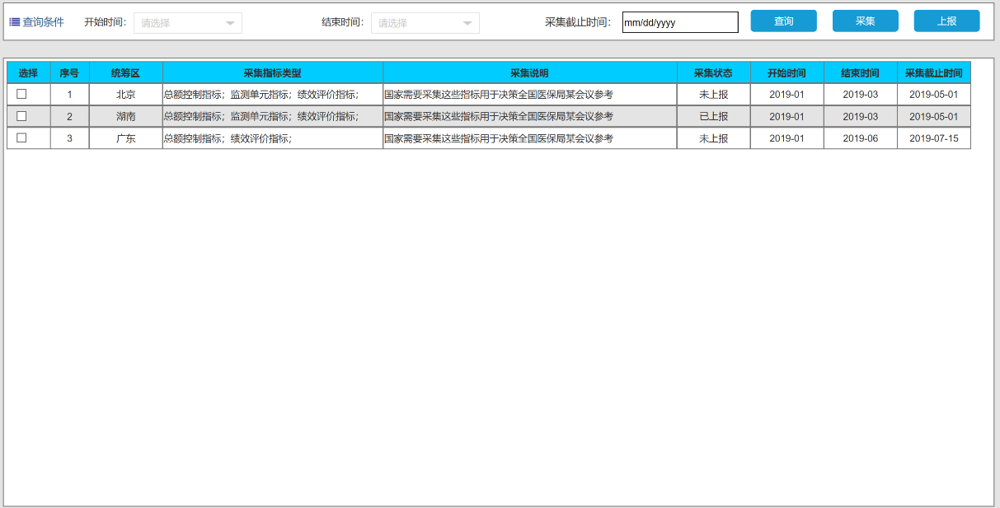 查询条件 开始时间： 请选择 结束时间： 请选择 采集截止时间： mm/dd/yyyy 查询 采集 上报
选择 序号 统筹区 采集指标类型 采集说明 采集状态 开始时间 结束时间 采集截止时间
1 北京 总额控制指标；监测单元指标；绩效评价指标； 国家需要采集这些指标用于决策全国医保局某会议参考 未上报 2019-01 2019-03 2019-05-01
2 湖南 总额控制指标；监测单元指标；绩效评价指标； 国家需要采集这些指标用于决策全国医保局某会议参考 已上报 2019-01 2019-03 2019-05-01
3 广东 总额控制指标；绩效评价指标； 国家需要采集这些指标用于决策全国医保局某会议参考 未上报 2019-01 2019-06 2019-07-15